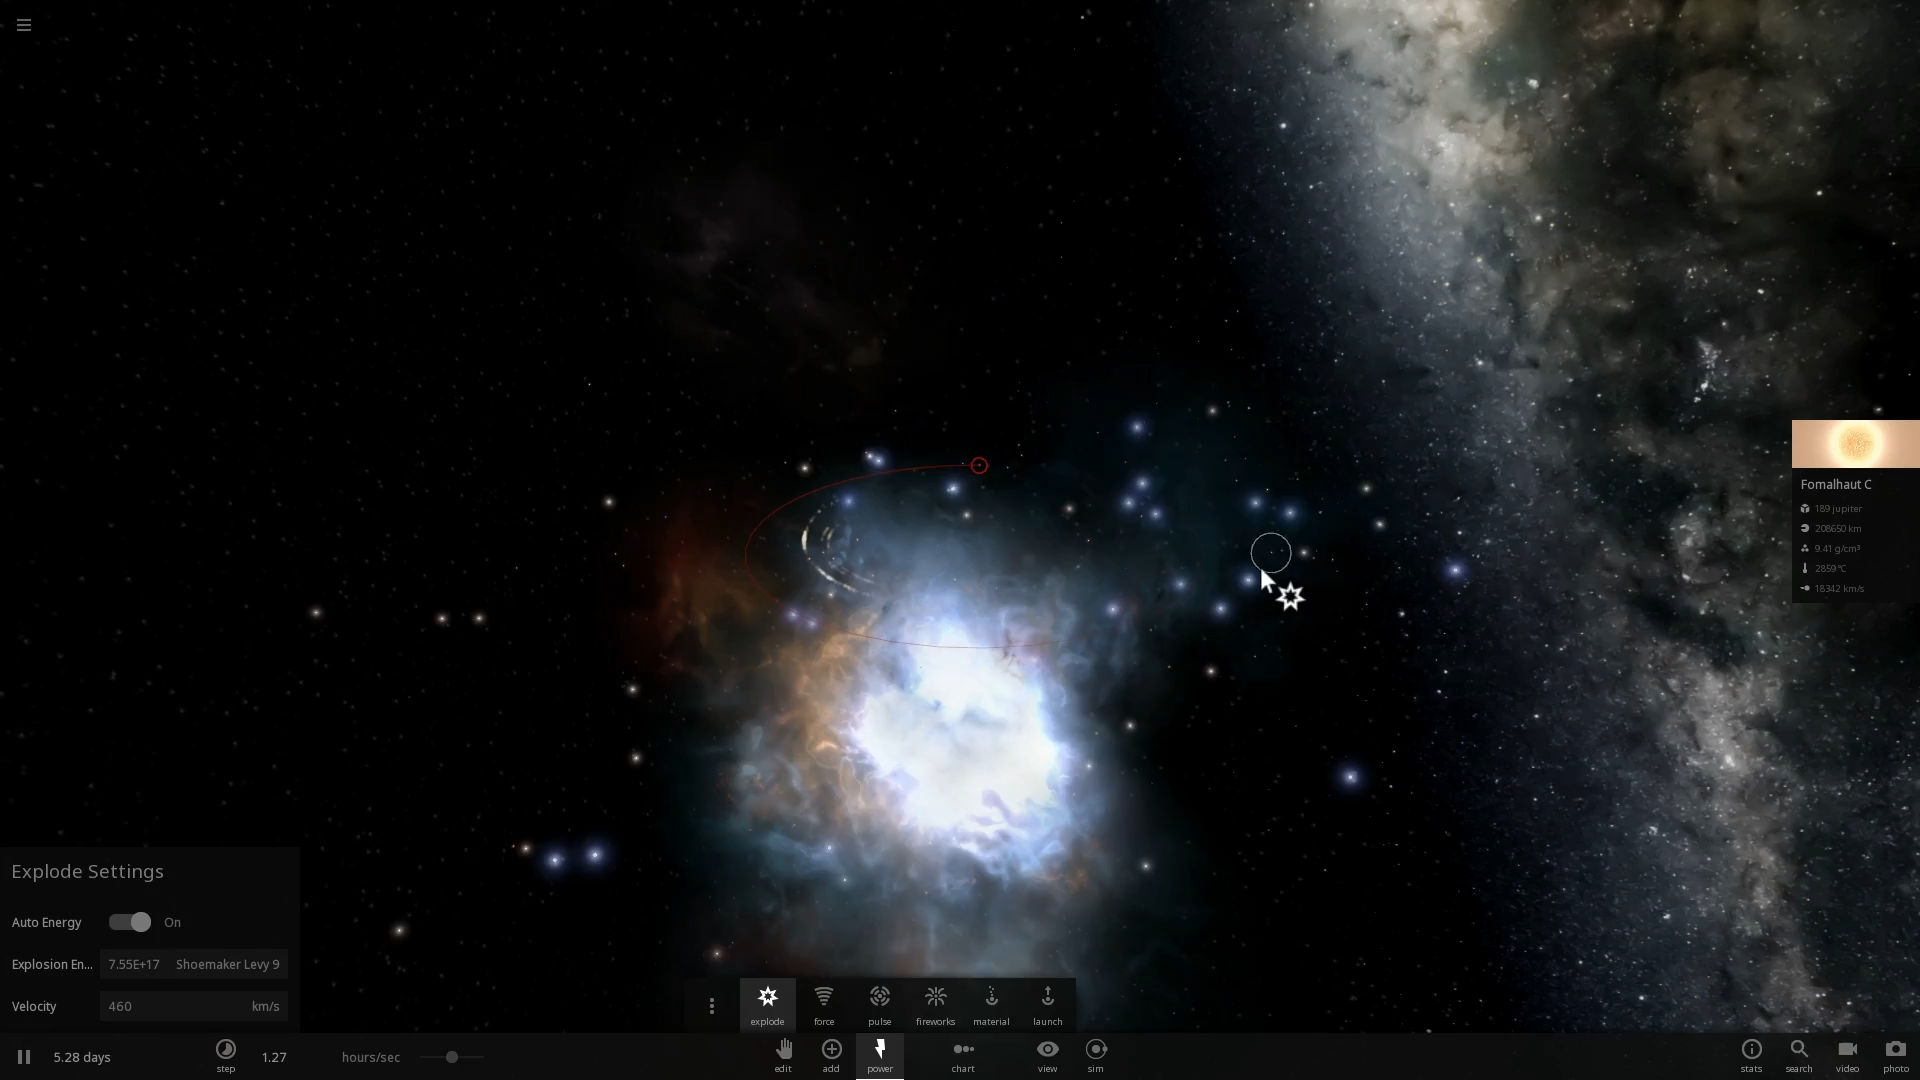 Fomalhaut C
189 jupiter
208650 km
9.41 g/cm³
2859 °C
18342 km/s
Explode Settings
Auto Energy On
Explosion En... 7.55E+17 Shoemaker Levy 9
Velocity 460 km/s
explode force pulse fireworks material launch
5.28 days step 1.27 hours/sec edit add power chart view sim stats search video photo